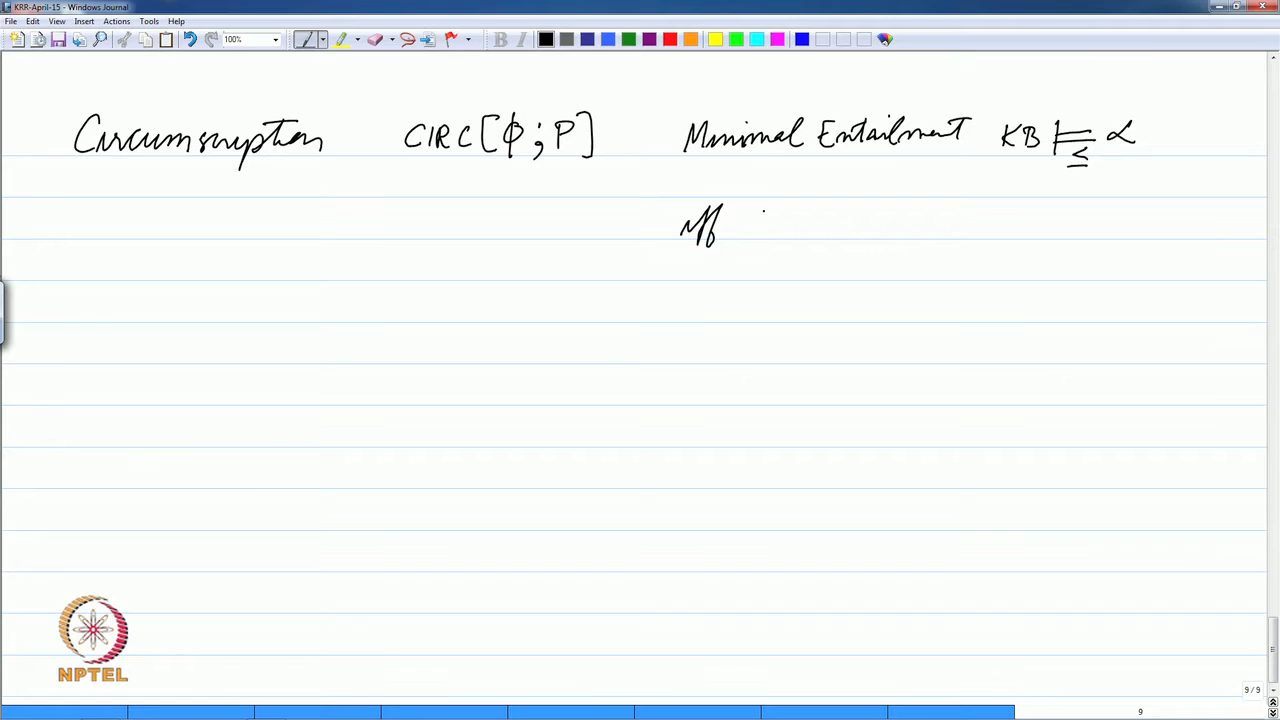 KRR-April-15 - Windows Journal
File Edit View Insert Actions Tools Help
100%
B I
Circumscription CIRC[Φ;P] Minimal Entailment KB ⊨≤ α
iff
NPTEL
9 / 9
9